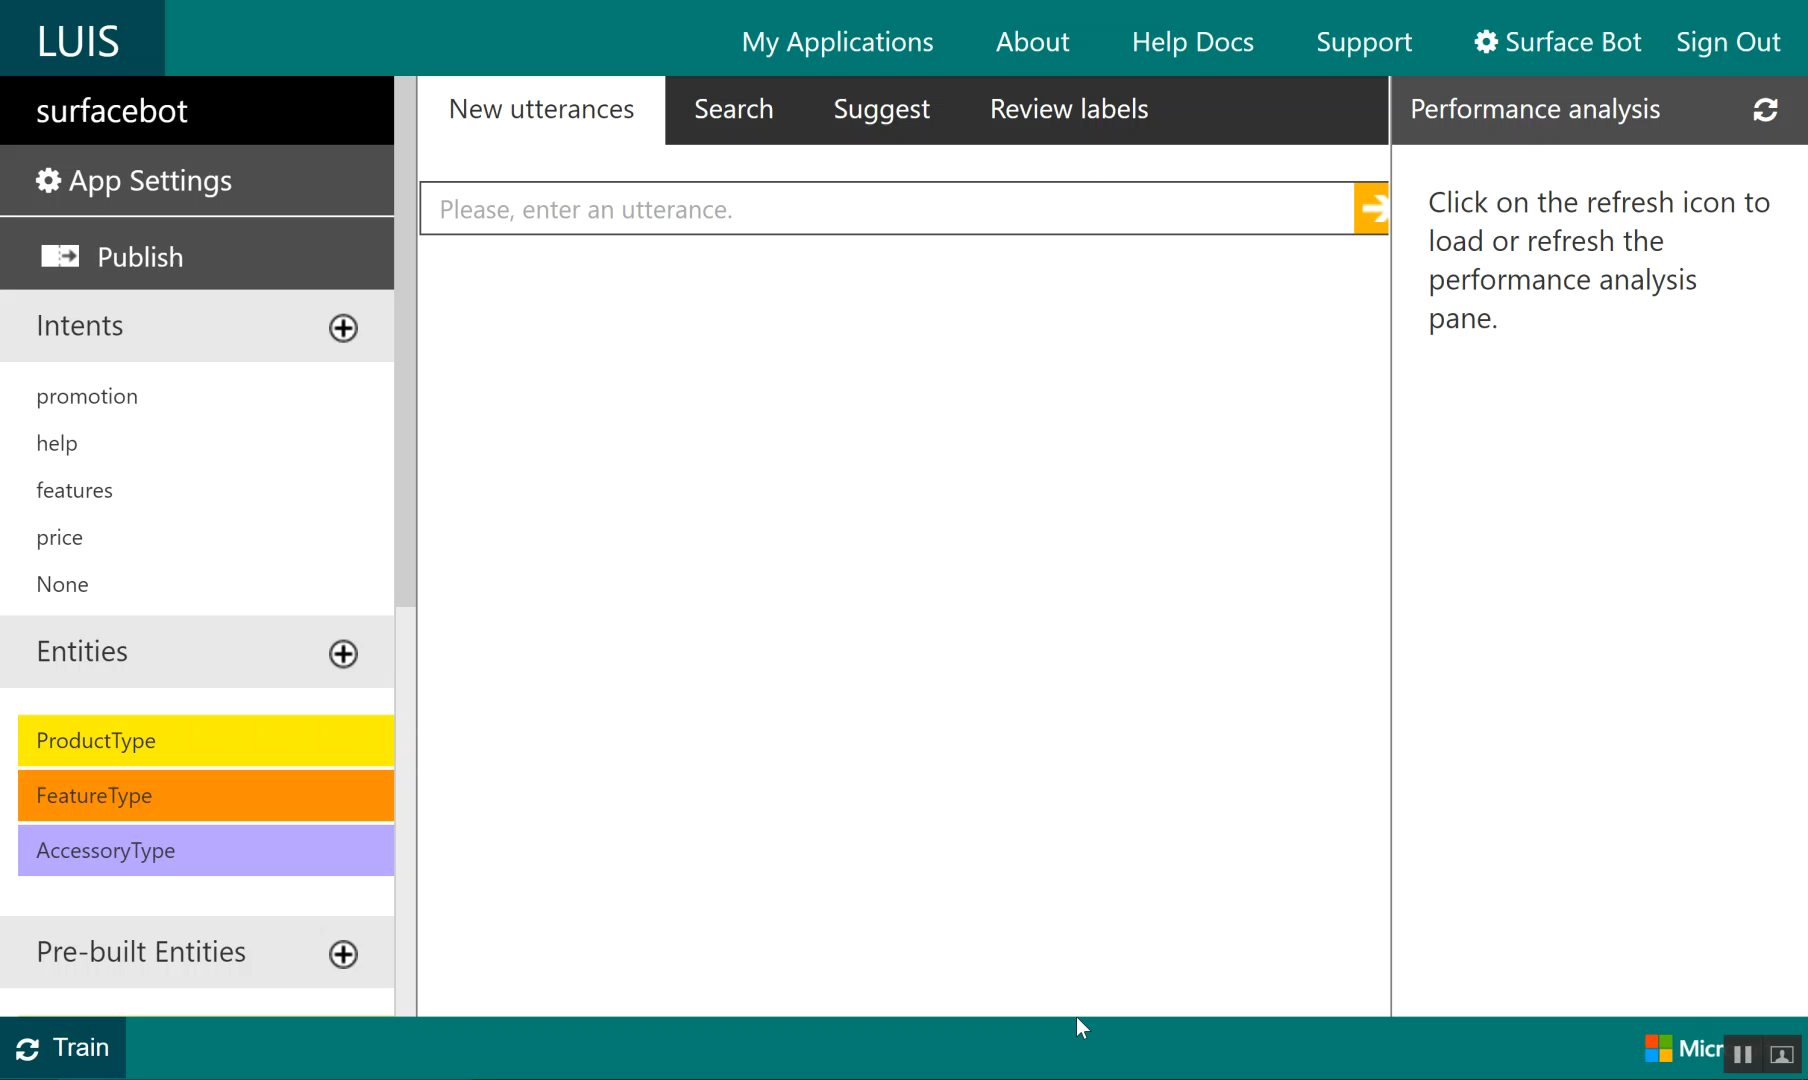 LUIS
My Applications
About
Help Docs
Support
Surface Bot
Sign Out
surfacebot
App Settings
Publish
Intents
promotion
help
features
price
None
Entities
ProductType
FeatureType
AccessoryType
Pre-built Entities
Train
New utterances
Search
Suggest
Review labels
Please, enter an utterance.
Performance analysis
Click on the refresh icon to
load or refresh the
performance analysis
pane.
Micr